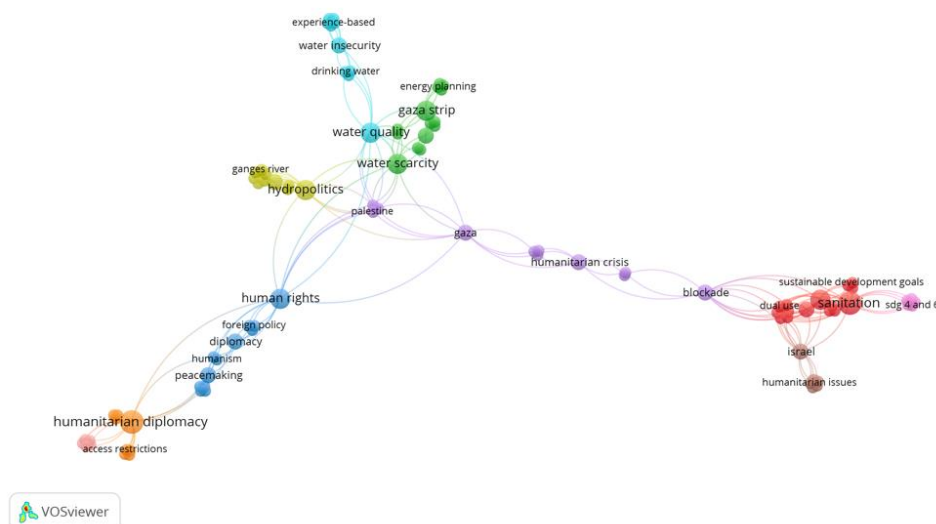 experience-based
water insecurity
drinking water
energy planning
gaza strip
water quality
water scarcity
ganges river
hydropolitics
palestine
gaza
humanitarian crisis
blockade
sustainable development goals
dual use
sanitation
sdg 4 and 6
israel
humanitarian issues
human rights
foreign policy
diplomacy
humanism
peacemaking
humanitarian diplomacy
access restrictions
VOSviewer